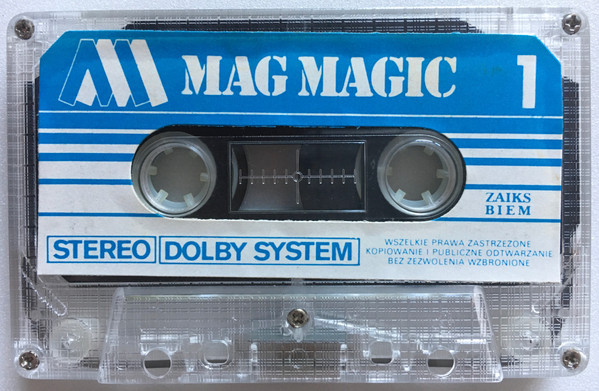 MAG MAGIC
1
ZAIKS
BIEM
STEREO
DOLBY SYSTEM
WSZELKIE PRAWA ZASTRZEŻONE
KOPIOWANIE I PUBLICZNE ODTWARZANIE
BEZ ZEZWOLENIA WZBRONIONE